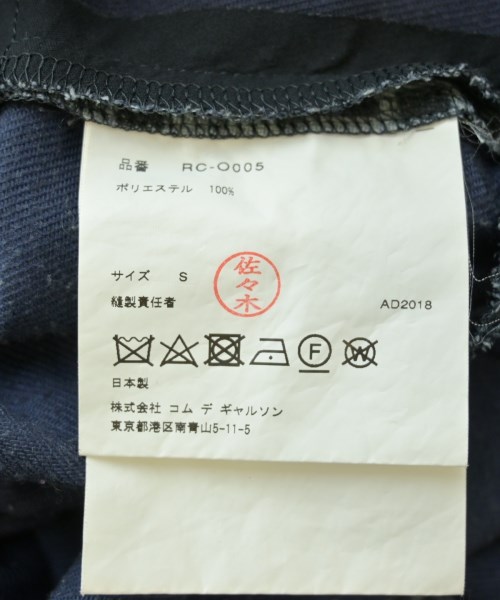 品番 RC-O005
ポリエステル 100%
サイズ S
縫製責任者
佐々木
AD2018
F
W
日本製
株式会社 コム デ ギャルソン
東京都港区南青山5-11-5